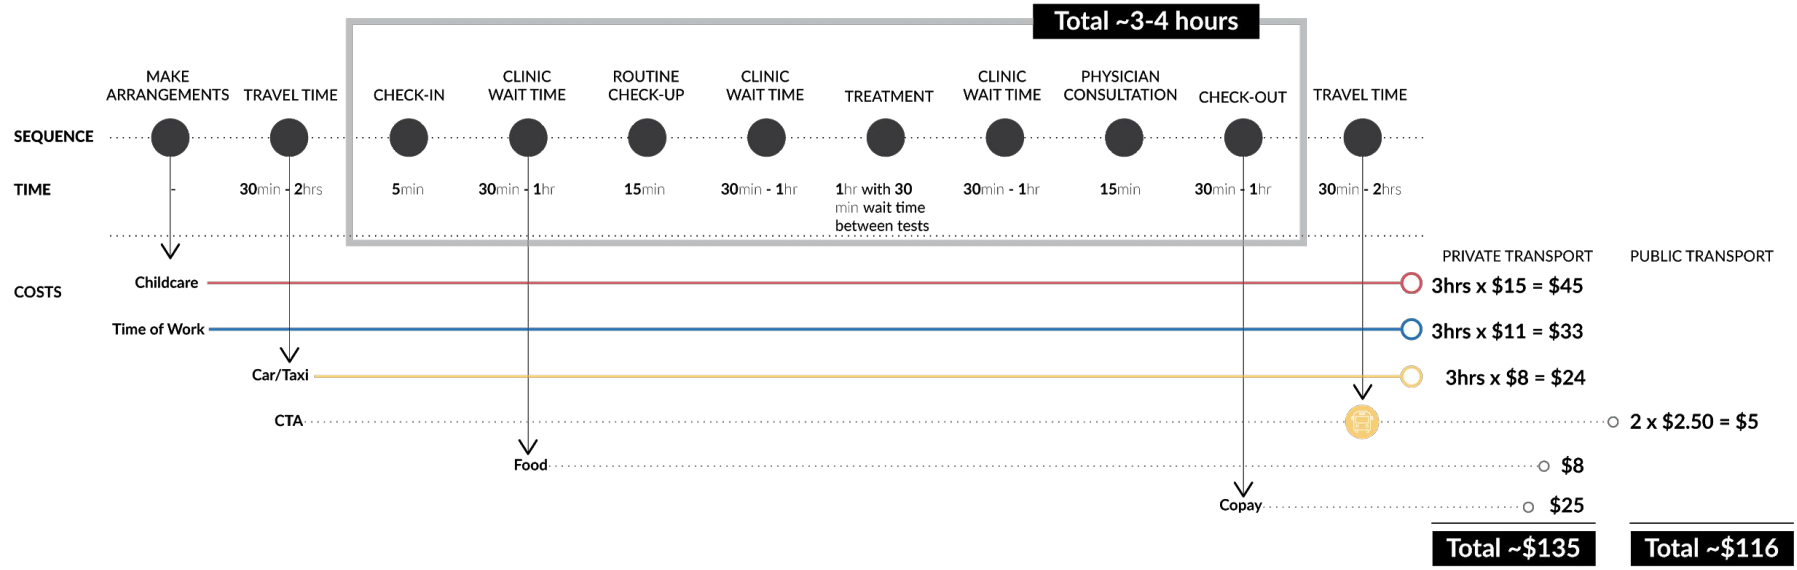 Total ~3-4 hours
MAKE
ARRANGEMENTS
TRAVEL TIME
CHECK-IN
CLINIC
WAIT TIME
ROUTINE
CHECK-UP
CLINIC
WAIT TIME
TREATMENT
CLINIC
WAIT TIME
PHYSICIAN
CONSULTATION
CHECK-OUT
TRAVEL TIME
SEQUENCE
TIME
-
30min - 2hrs
5min
30min - 1hr
15min
30min - 1hr
1hr with 30
min wait time
between tests
30min - 1hr
15min
30min - 1hr
30min - 2hrs
PRIVATE TRANSPORT
PUBLIC TRANSPORT
COSTS
Childcare
3hrs x $15 = $45
Time of Work
3hrs x $11 = $33
Car/Taxi
3hrs x $8 = $24
CTA
2 x $2.50 = $5
Food
$8
Copay
$25
Total ~$135
Total ~$116